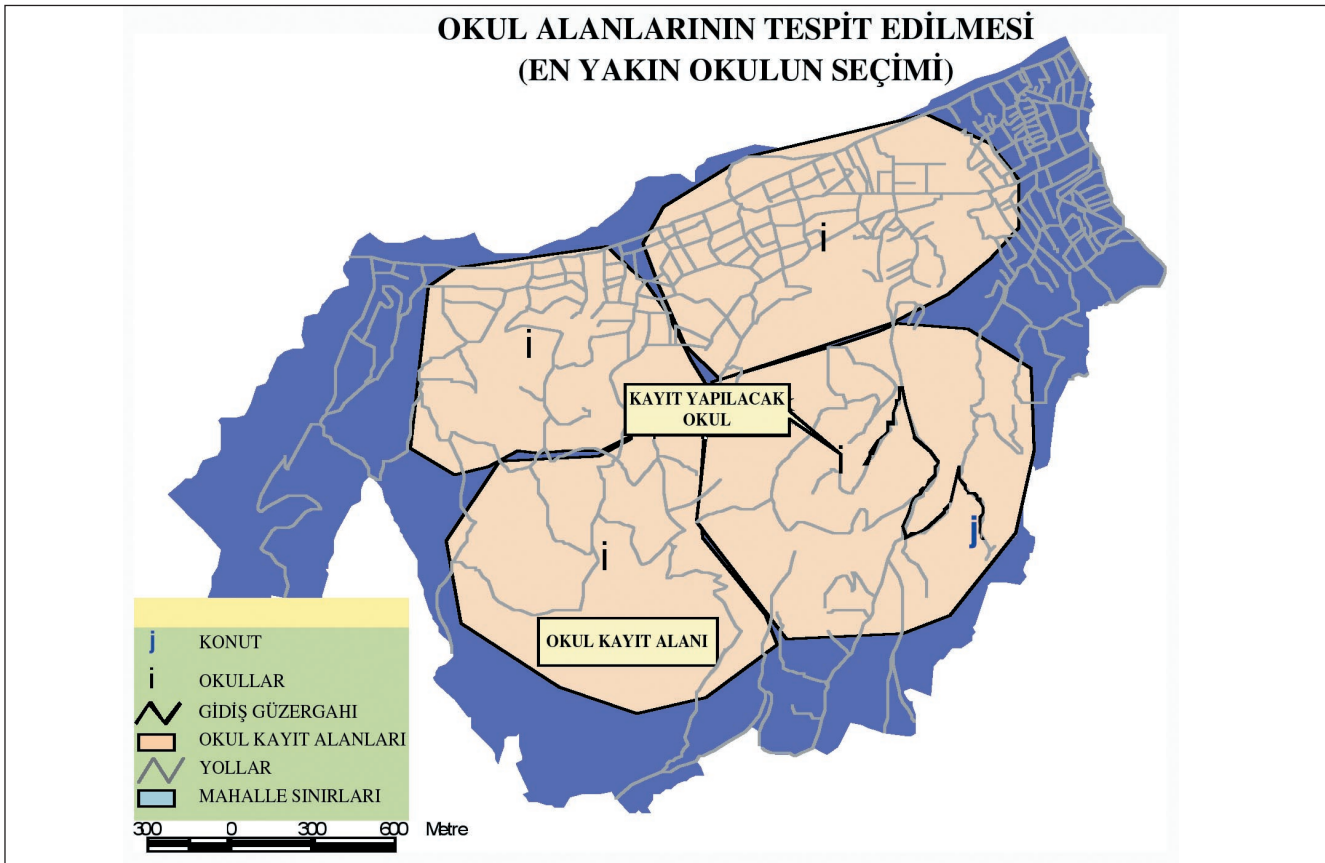 OKUL ALANLARININ TESPİT EDİLMESİ
(EN YAKIN OKULUN SEÇİMİ)
i
i
KAYIT YAPILACAK
OKUL
i
j
i
OKUL KAYIT ALANI
j KONUT
i OKULLAR
GİDİŞ GÜZERGAHI
OKUL KAYIT ALANLARI
YOLLAR
MAHALLE SINIRLARI
300 0 300 600 Metre